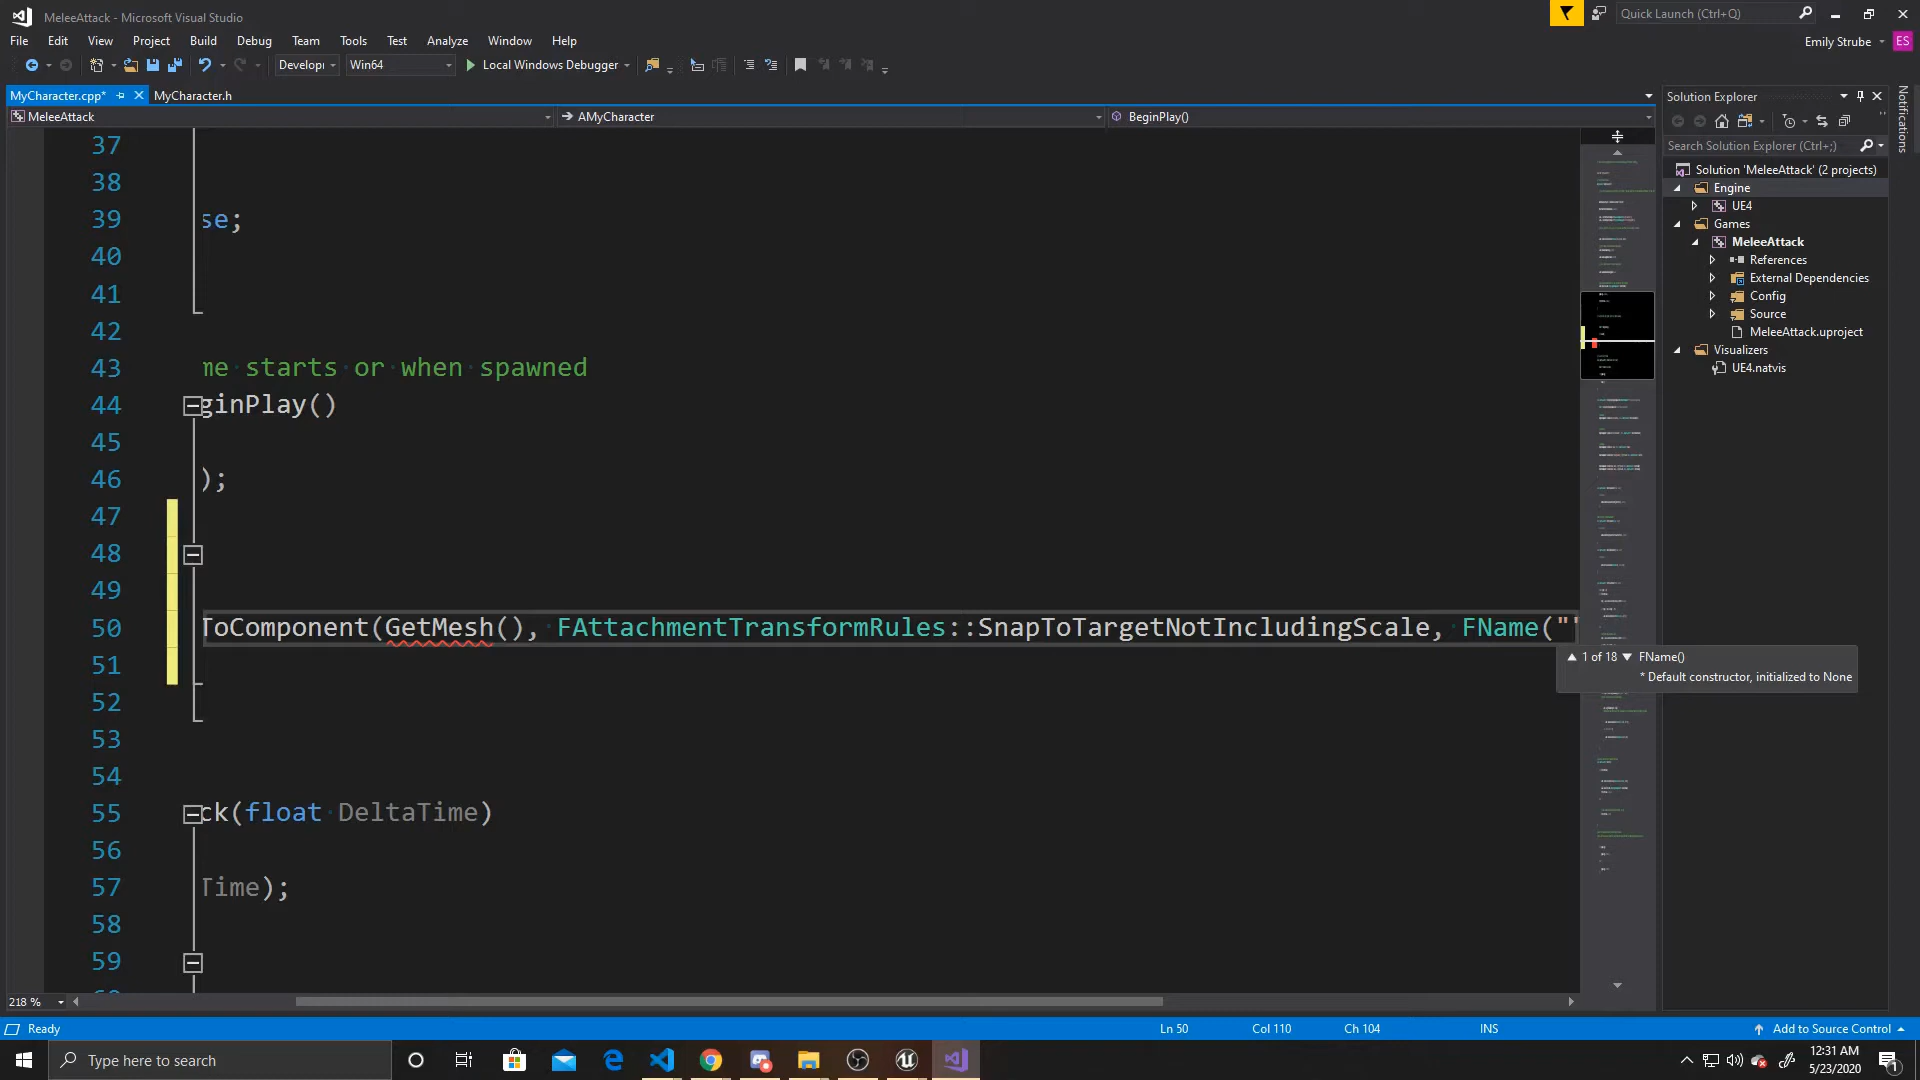 MeleeAttack - Microsoft Visual Studio
Quick Launch (Ctrl+Q)
File Edit View Project Build Debug Team Tools Test Analyze Window Help
Emily Strube
ES
Develop
Win64
Local Windows Debugger
MyCharacter.cpp*
MyCharacter.h
MeleeAttack
AMyCharacter
BeginPlay()
37
38
39 se;
40
41
42
43 me starts or when spawned
44 ginPlay()
45
46 );
47
48
49
50 ToComponent(GetMesh(), FAttachmentTransformRules::SnapToTargetNotIncludingScale, FName(""
51
52
53
54
55 ck(float DeltaTime)
56
57 Time);
58
59
1 of 18 FName()
* Default constructor, initialized to None
218 %
Solution Explorer
Search Solution Explorer (Ctrl+;)
Solution 'MeleeAttack' (2 projects)
Engine
UE4
Games
MeleeAttack
References
External Dependencies
Config
Source
MeleeAttack.uproject
Visualizers
UE4.natvis
Notifications
Ready
Ln 50
Col 110
Ch 104
INS
Add to Source Control
Type here to search
12:31 AM
5/23/2020
1